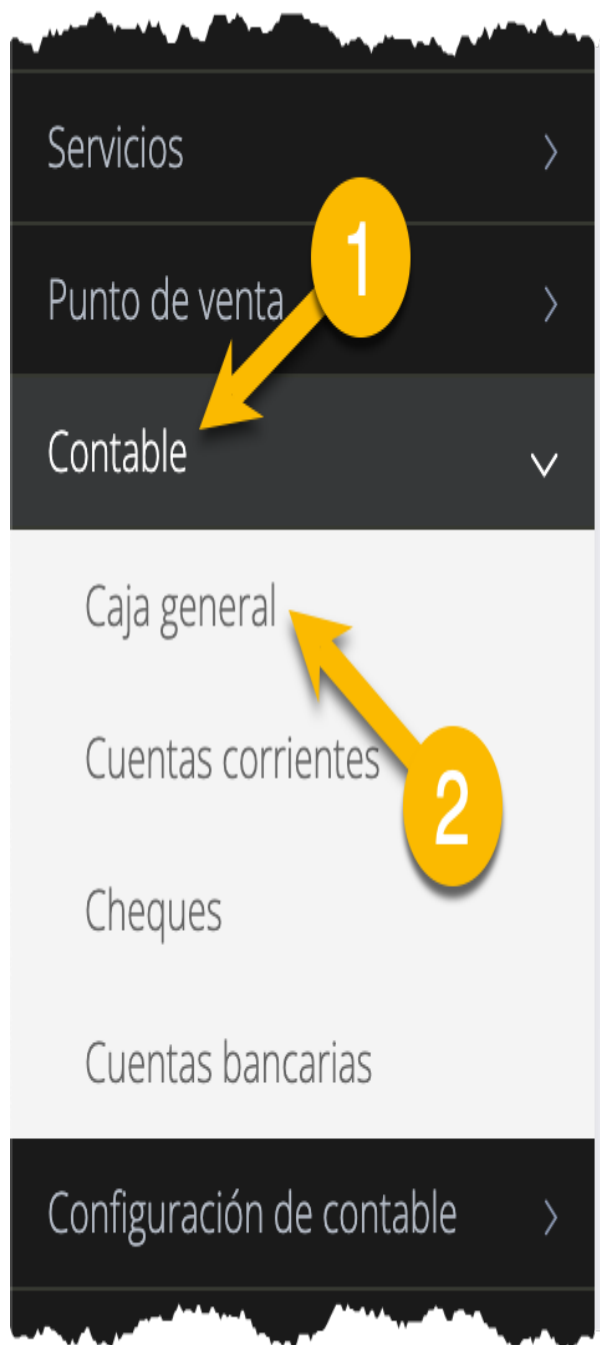 Servicios
1
Punto de venta
Contable
Caja general
Cuentas corrientes
2
Cheques
Cuentas bancarias
Configuración de contable